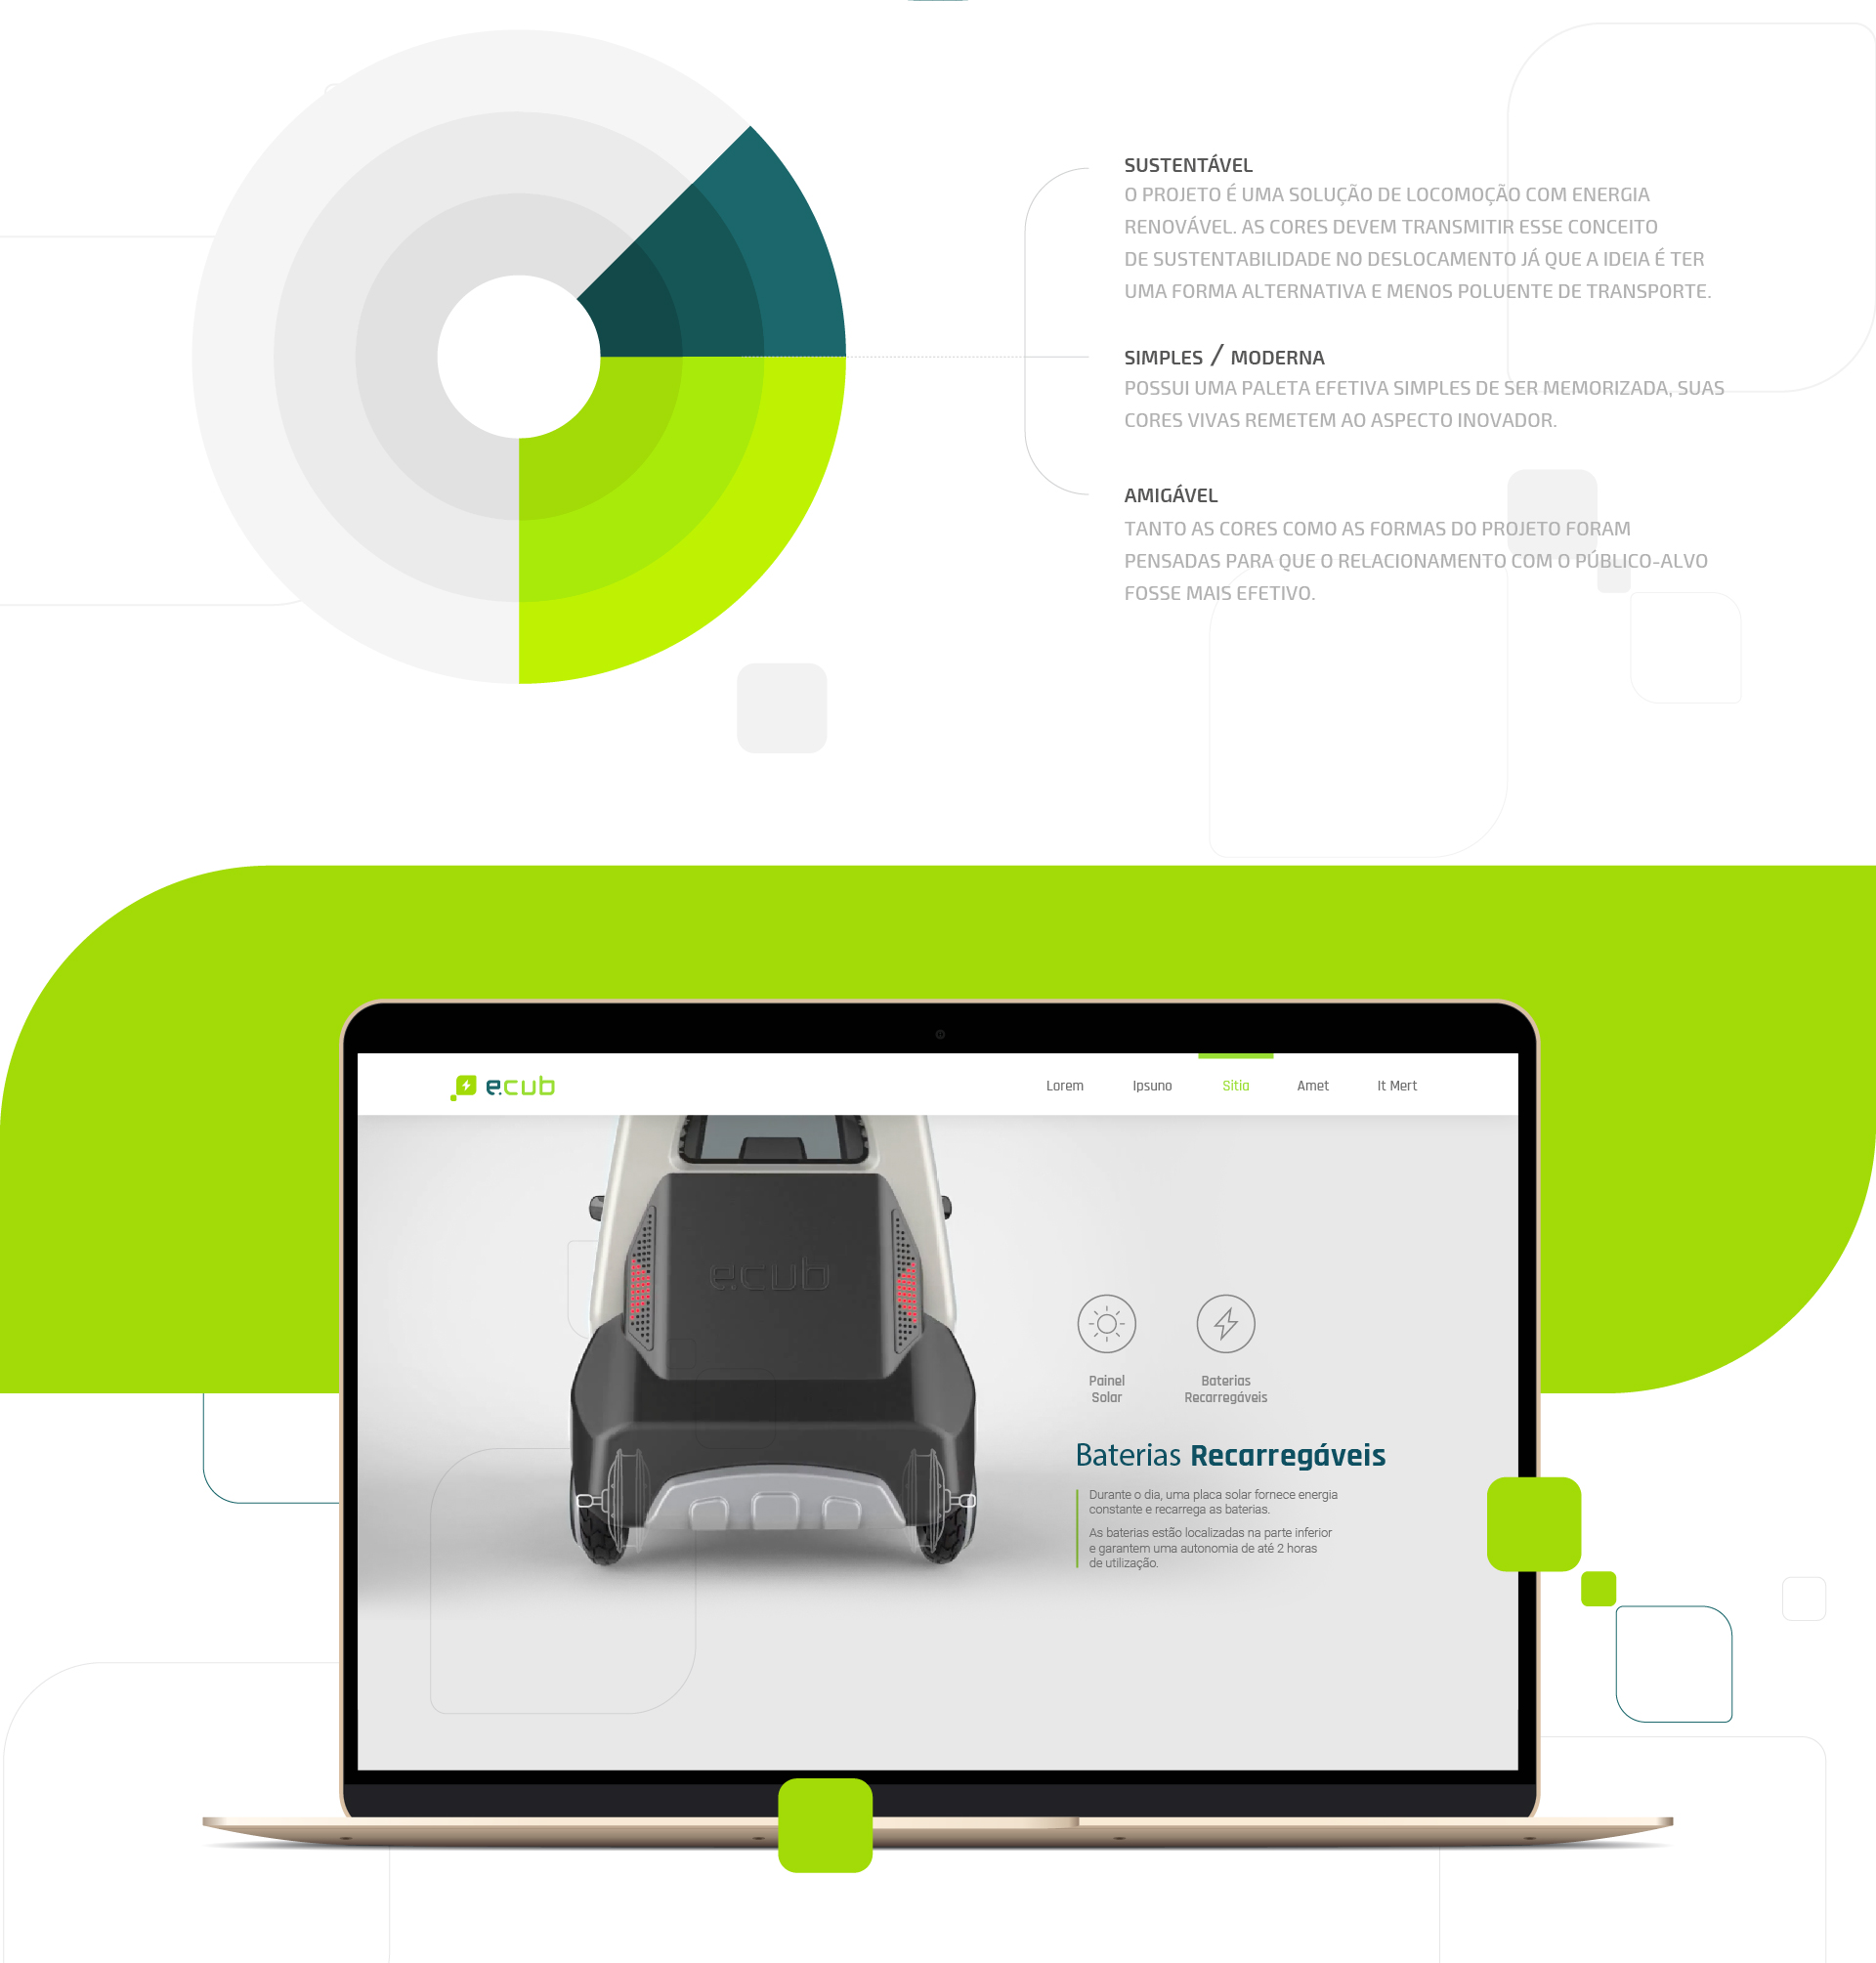 SUSTENTÁVEL
O PROJETO É UMA SOLUÇÃO DE LOCOMOÇÃO COM ENERGIA
RENOVÁVEL. AS CORES DEVEM TRANSMITIR ESSE CONCEITO
DE SUSTENTABILIDADE NO DESLOCAMENTO JÁ QUE A IDEIA É TER
UMA FORMA ALTERNATIVA E MENOS POLUENTE DE TRANSPORTE.
SIMPLES / MODERNA
POSSUI UMA PALETA EFETIVA SIMPLES DE SER MEMORIZADA, SUAS
CORES VIVAS REMETEM AO ASPECTO INOVADOR.
AMIGÁVEL
TANTO AS CORES COMO AS FORMAS DO PROJETO FORAM
PENSADAS PARA QUE O RELACIONAMENTO COM O PÚBLICO-ALVO
FOSSE MAIS EFETIVO.
e.cub
Lorem Ipsuno Sitia Amet It Mert
e.cub
Painel
Solar
Baterias
Recarregáveis
Baterias Recarregáveis
Durante o dia, uma placa solar fornece energia
constante e recarrega as baterias.
As baterias estão localizadas na parte inferior
e garantem uma autonomia de até 2 horas
de utilização.